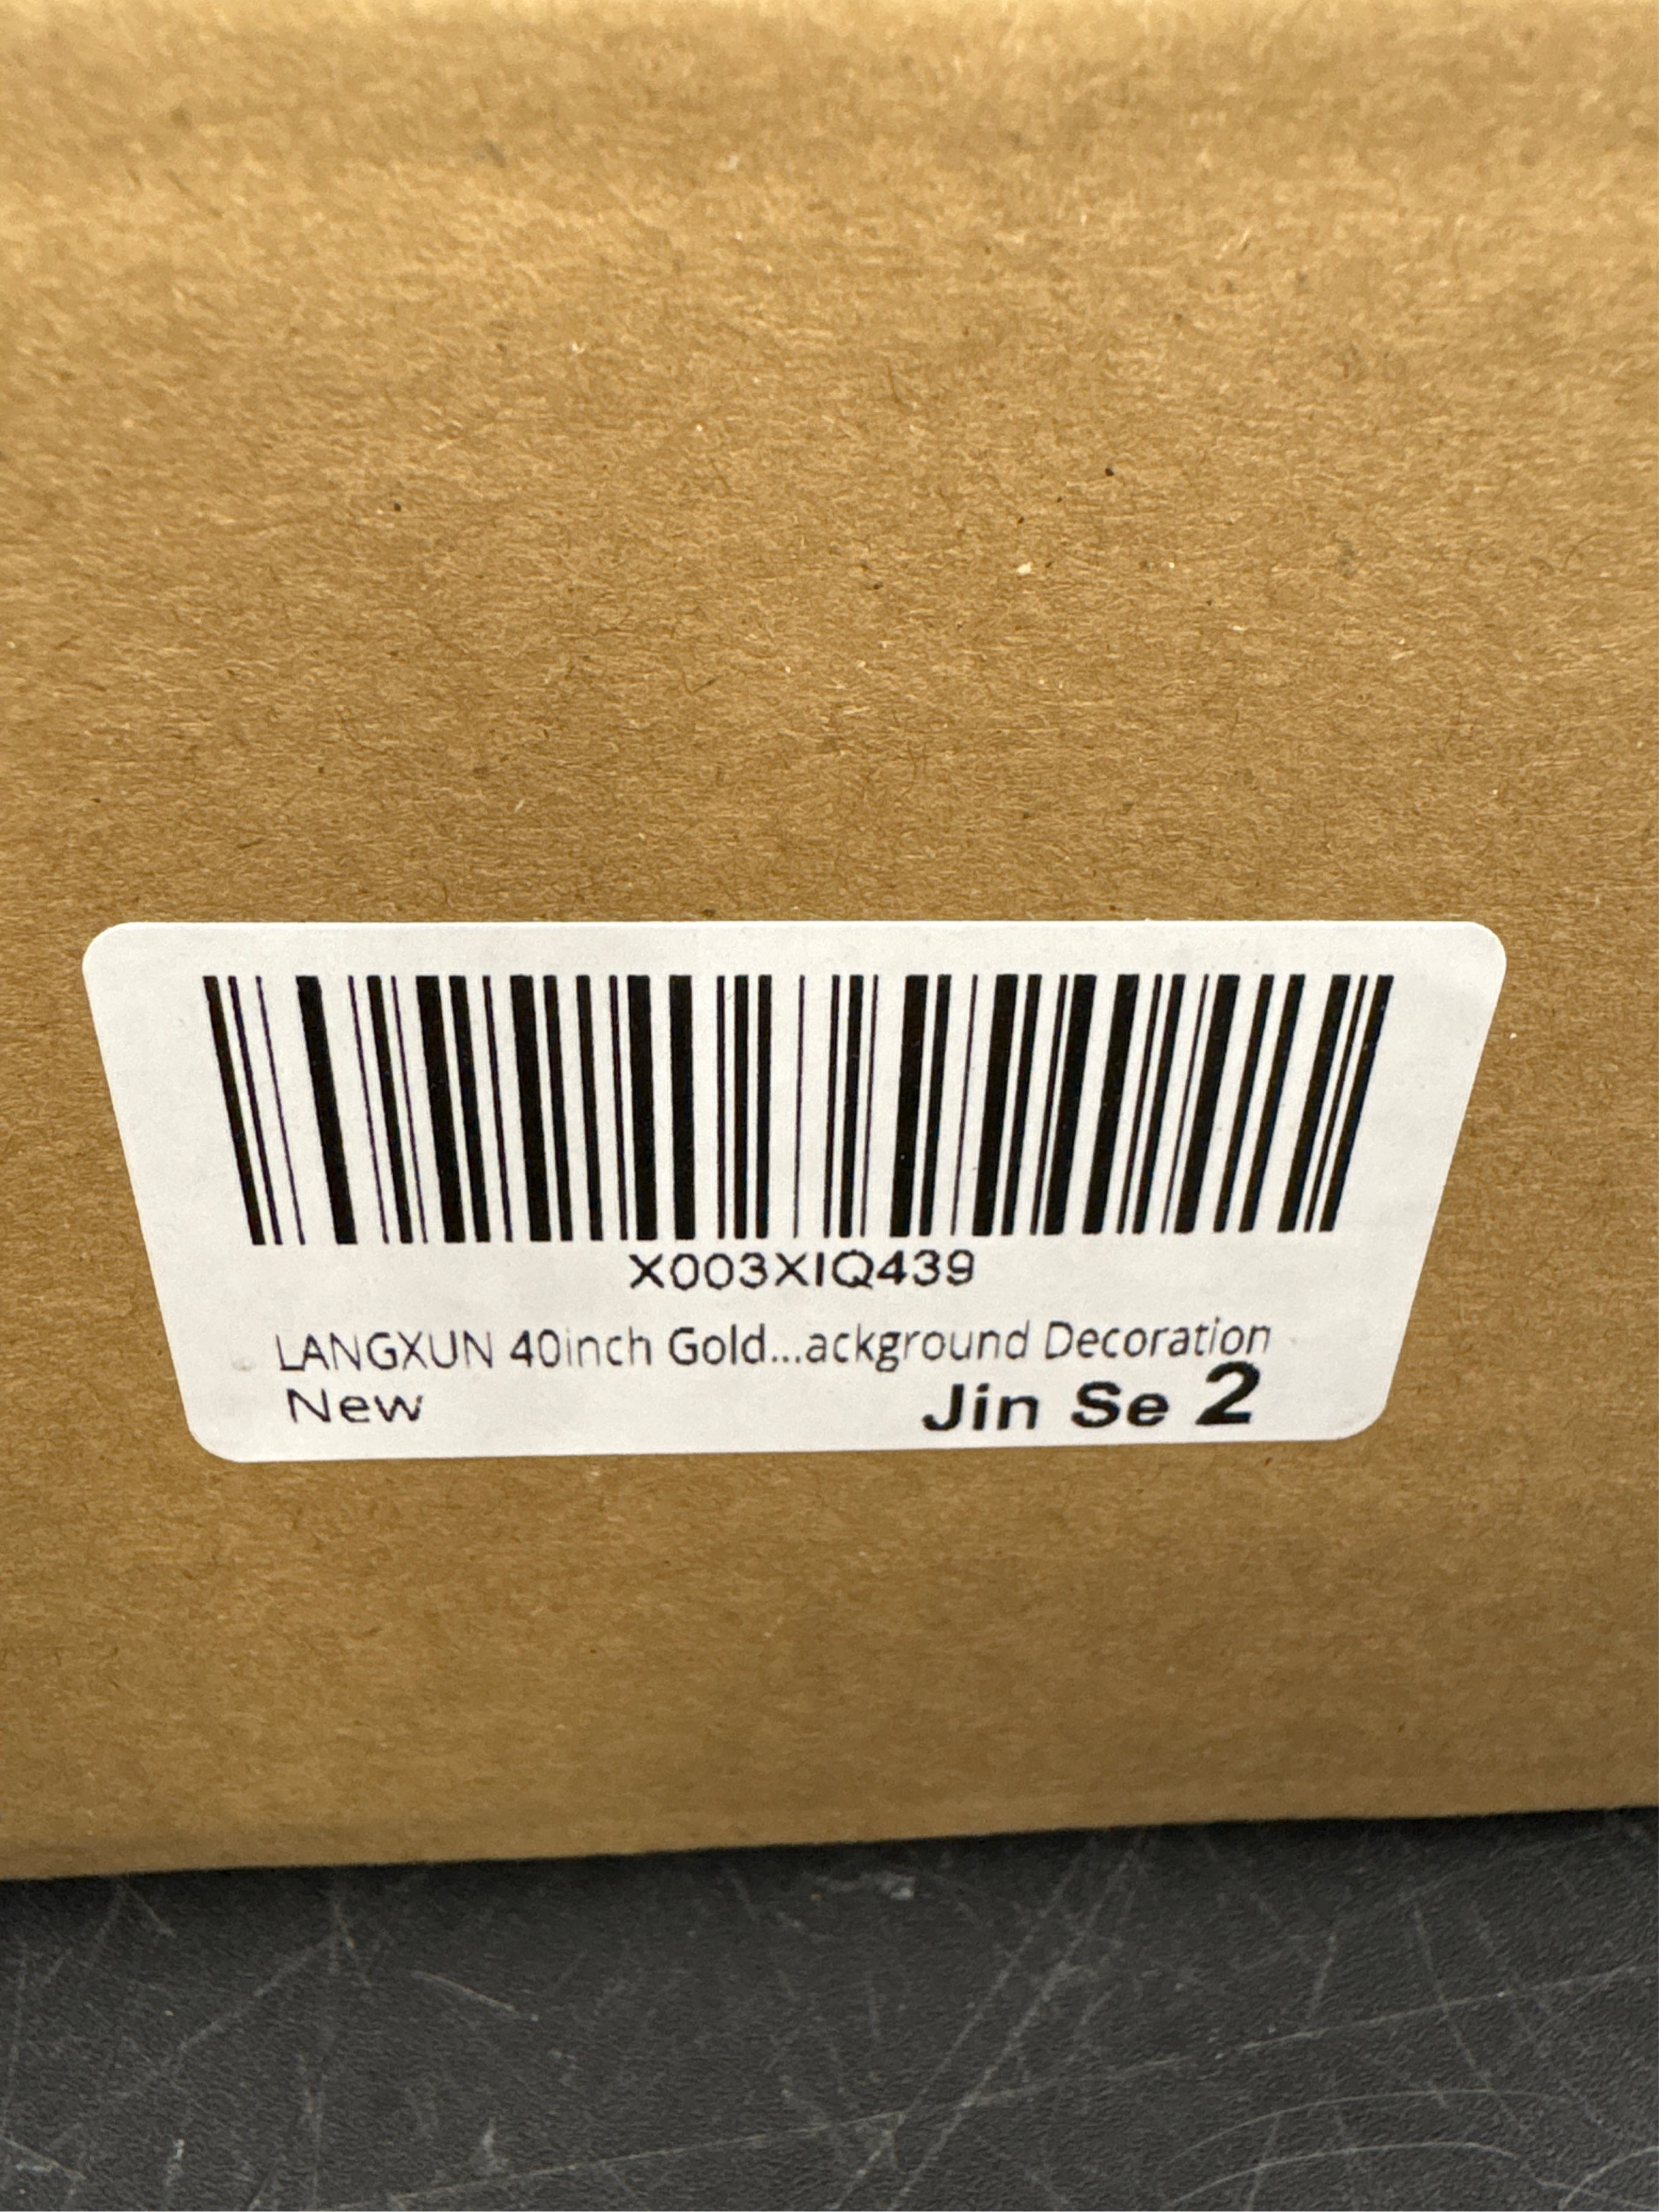 X003XIQ439
LANGXUN 40inch Gold...ackground Decoration
New Jin Se 2